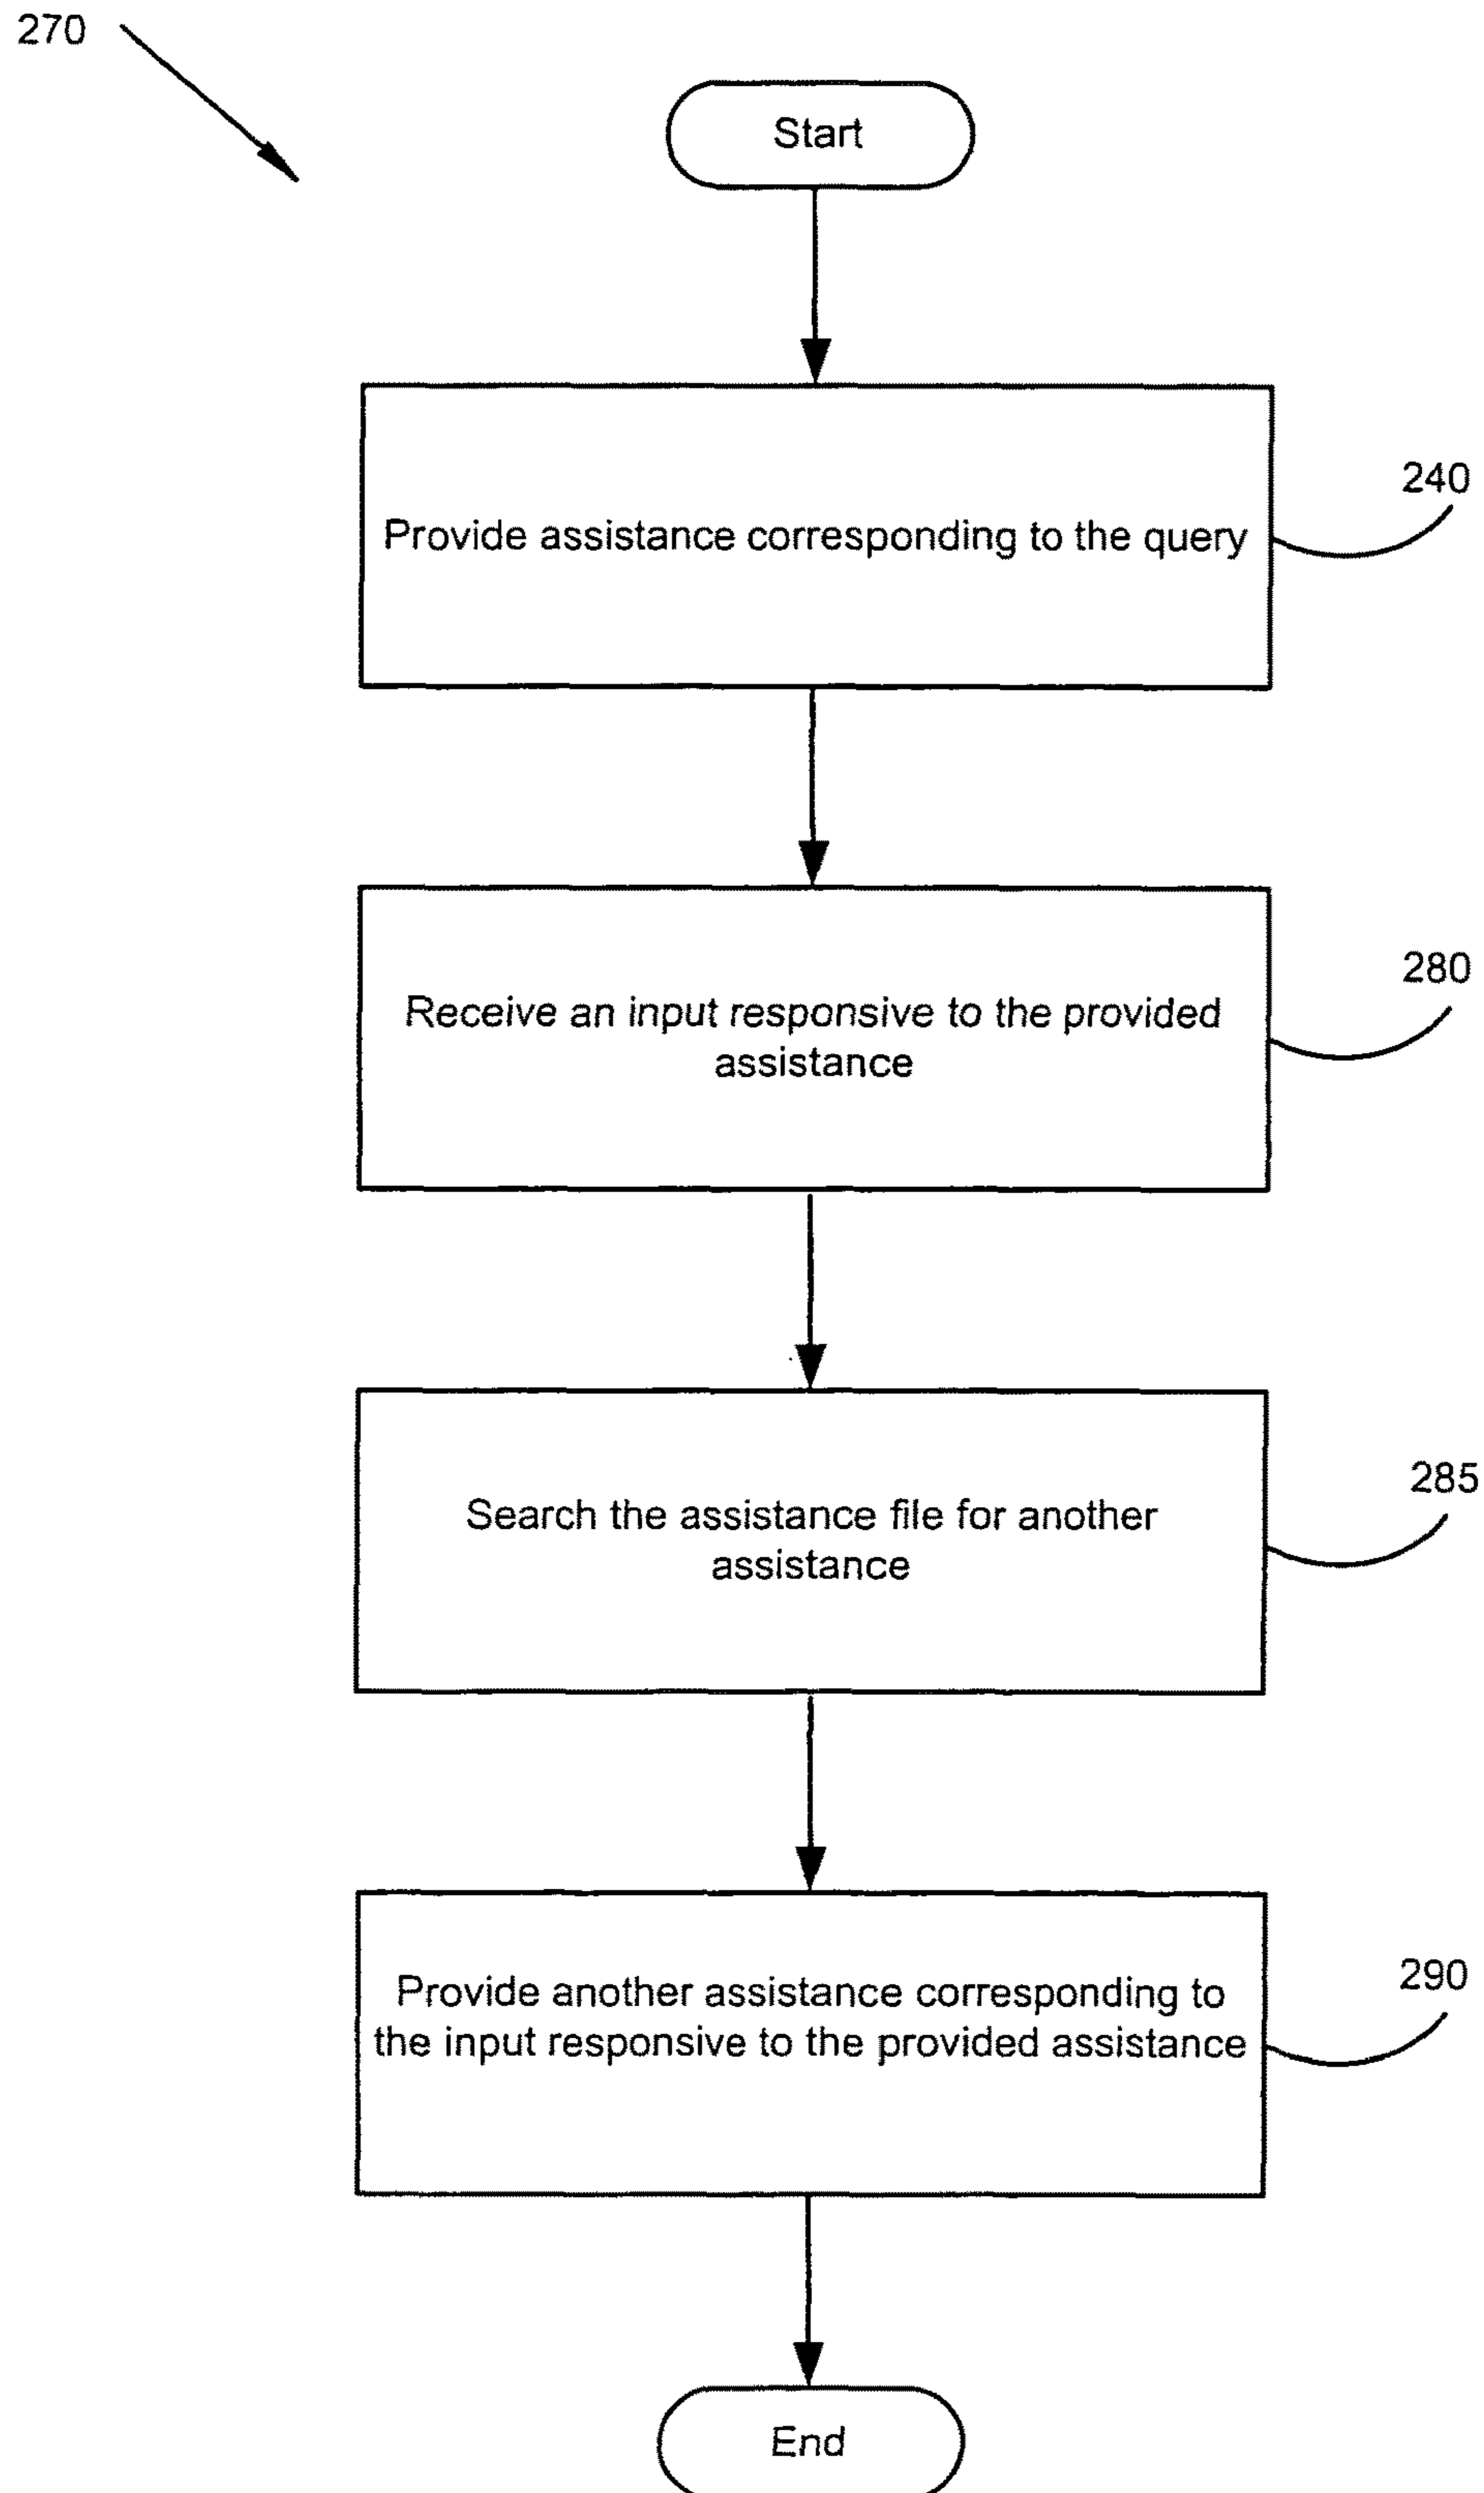 270
Start
Provide assistance corresponding to the query
240
Receive an input responsive to the provided
assistance
280
Search the assistance file for another
assistance
285
Provide another assistance corresponding to
the input responsive to the provided assistance
290
End